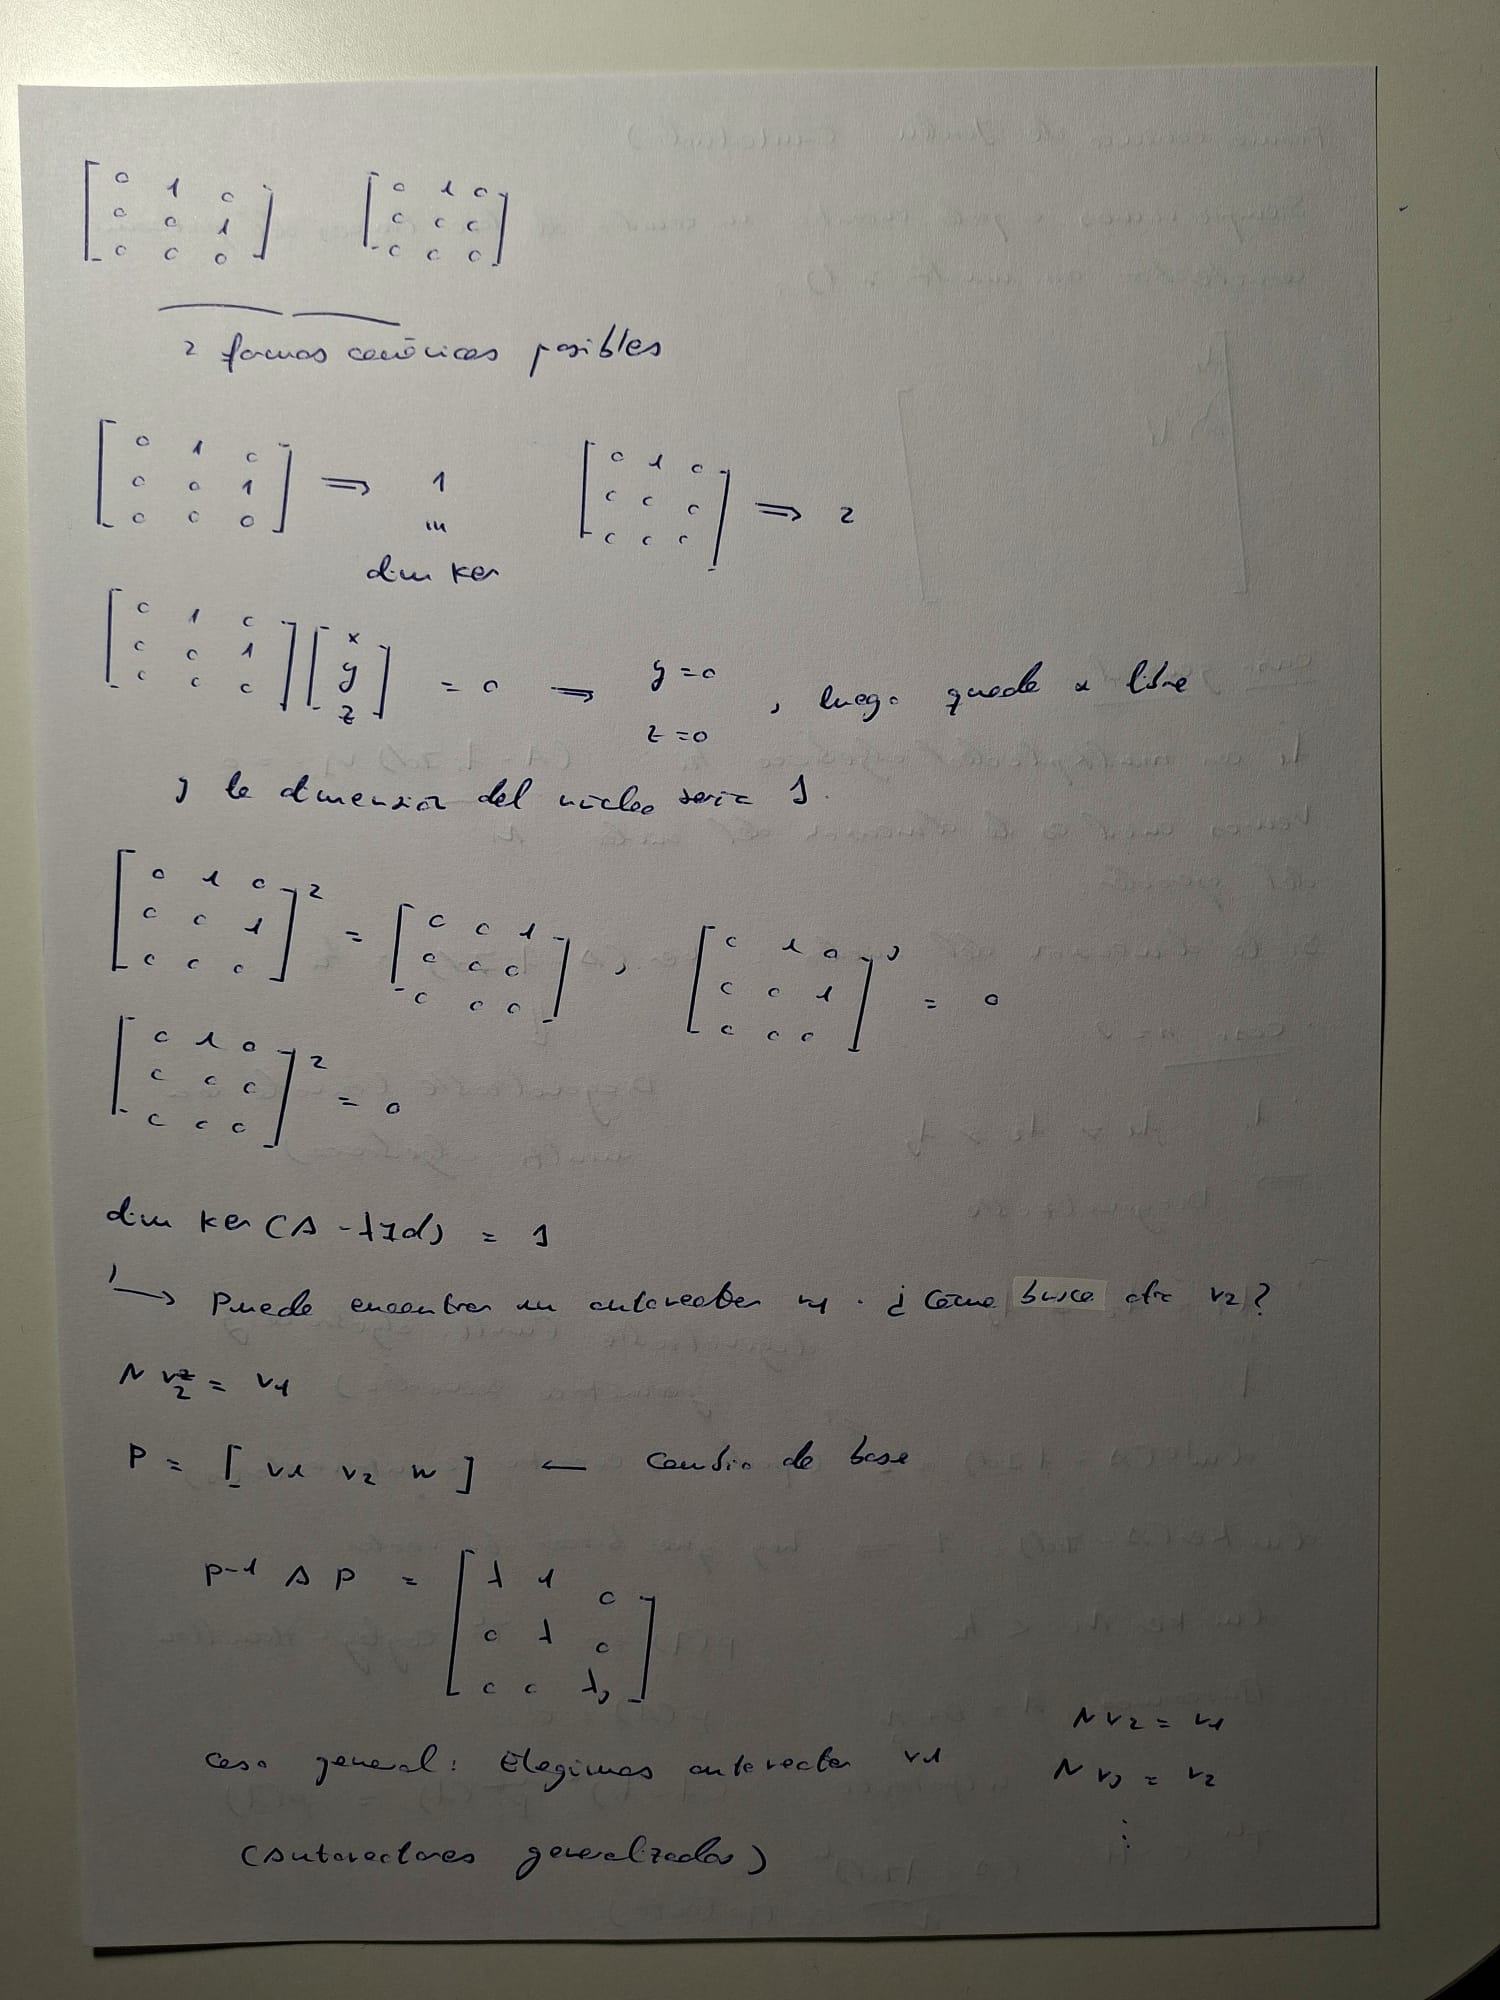 [0 1 0 0 0 1 0 0 0] [0 1 0 0 0 0 0 0 0]
2 formas canónicas posibles
[0 1 0 0 0 1 0 0 0] ⟹ 1 [0 1 0 0 0 0 0 0 0] ⟹ 2
dim ker
[0 1 0 0 0 1 0 0 0] [x y z] = 0 ⟹ y = 0 z = 0 , luego queda x libre
y la dimensión del núcleo sería 1.
[0 1 0 0 0 1 0 0 0]² = [0 0 1 0 0 0 0 0 0] , [0 1 0 0 0 1 0 0 0]³ = 0
[0 1 0 0 0 0 0 0 0]² = 0
dim ker (A - λId) = 1
↳ Puedo encontrar un autovector v1. ¿Cómo busco otro v2?
N v2 = v1
P = [ v1 v2 w ] ← cambio de base
P-1 A P = [λ 1 0 0 λ 0 0 0 λ3]
Caso general: Elegimos autovector v1
N v2 = v1
N v3 = v2
⋮
(autovectores generalizados)